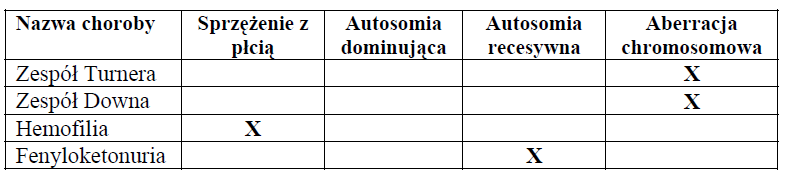 Nazwa choroby Sprzężenie z płcią Autosomia dominująca Autosomia recesywna Aberracja chromosomowa
Zespół Turnera X
Zespół Downa X
Hemofilia X
Fenyloketonuria X